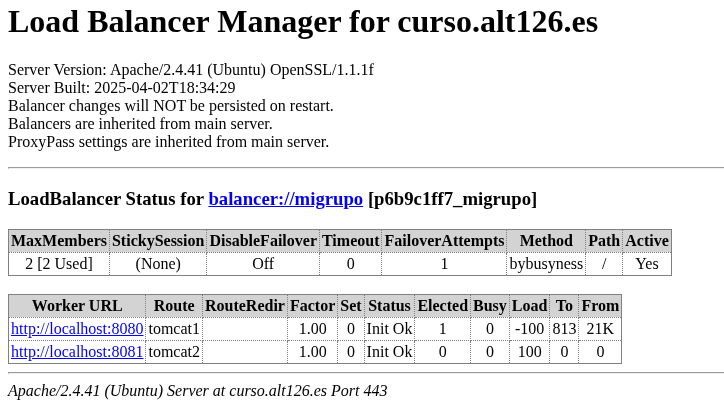 Load Balancer Manager for curso.alt126.es
Server Version: Apache/2.4.41 (Ubuntu) OpenSSL/1.1.1f
Server Built: 2025-04-02T18:34:29
Balancer changes will NOT be persisted on restart.
Balancers are inherited from main server.
ProxyPass settings are inherited from main server.
LoadBalancer Status for balancer://migrupo [p6b9c1ff7_migrupo]
MaxMembers StickySession DisableFailover Timeout FailoverAttempts Method Path Active
2 [2 Used] (None) Off 0 1 bybusyness / Yes
Worker URL Route RouteRedir Factor Set Status Elected Busy Load To From
http://localhost:8080 tomcat1 1.00 0 Init Ok 1 0 -100 813 21K
http://localhost:8081 tomcat2 1.00 0 Init Ok 0 0 100 0 0
Apache/2.4.41 (Ubuntu) Server at curso.alt126.es Port 443